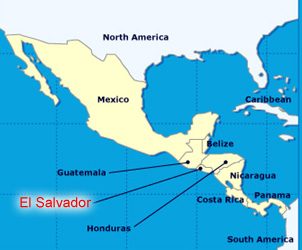 North America
Mexico
Caribbean
Belize
Guatemala
Nicaragua
El Salvador
Costa Rica
Panama
Honduras
South America